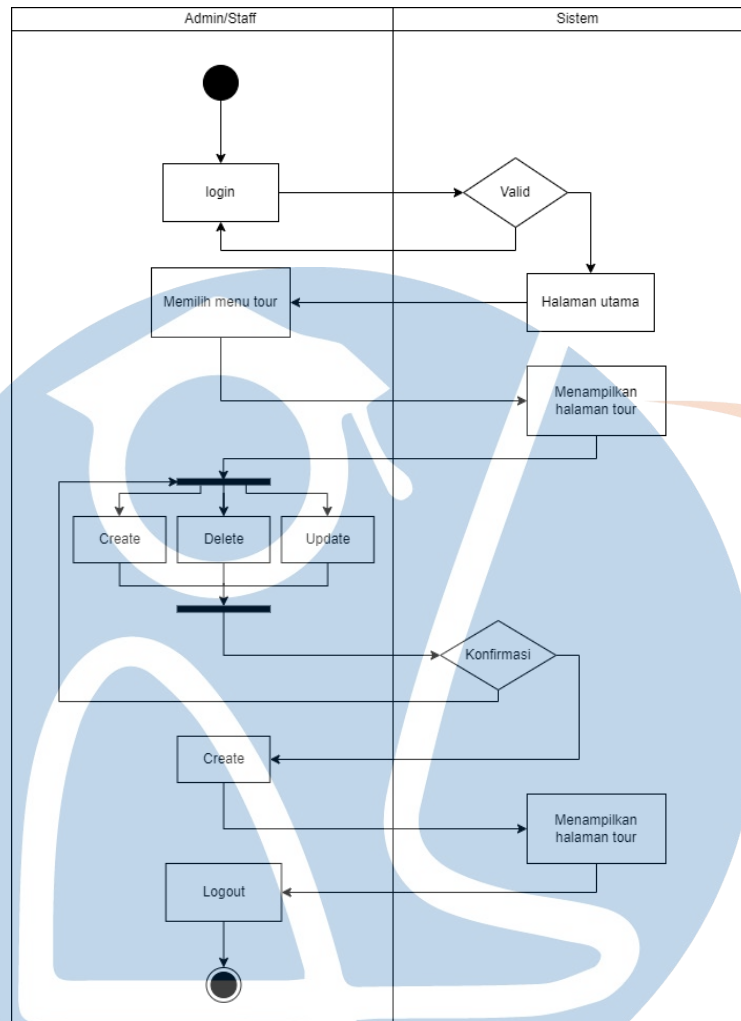 Admin/Staff
Sistem
login
Valid
Memilih menu tour
Halaman utama
Menampilkan
halaman tour
Create
Delete
Update
Konfirmasi
Create
Menampilkan
halaman tour
Logout